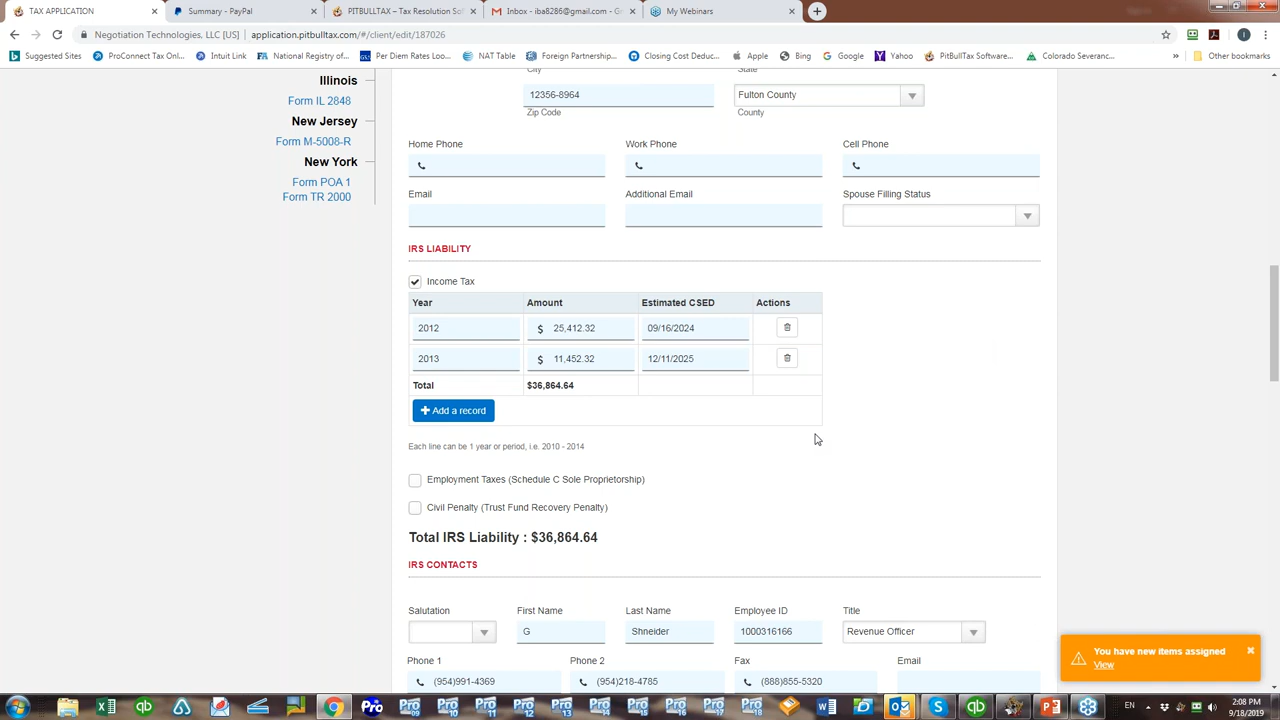 TAX APPLICATION
Summary - PayPal
PITBULLTAX – Tax Resolution Sof
Inbox - iba8286@gmail.com - G
My Webinars
Negotiation Technologies, LLC [US] | application.pitbulltax.com/#/client/edit/187026
Suggested Sites
ProConnect Tax Onl...
Intuit Link
National Registry of...
Per Diem Rates Loo...
NAT Table
Foreign Partnership...
Closing Cost Deduc...
Apple
Bing
Google
Yahoo
PitBullTax Software...
Colorado Severanc...
» Other bookmarks
Illinois
Form IL 2848
New Jersey
Form M-5008-R
New York
Form POA 1
Form TR 2000
City
State
12356-8964
Fulton County
Zip Code
County
Home Phone
Work Phone
Cell Phone
Email
Additional Email
Spouse Filling Status
IRS LIABILITY
Income Tax
Year Amount Estimated CSED Actions
2012 $ 25,412.32 09/16/2024
2013 $ 11,452.32 12/11/2025
Total $36,864.64
+ Add a record
Each line can be 1 year or period, i.e. 2010 - 2014
Employment Taxes (Schedule C Sole Proprietorship)
Civil Penalty (Trust Fund Recovery Penalty)
Total IRS Liability : $36,864.64
IRS CONTACTS
Salutation
First Name
Last Name
Employee ID
Title
G
Shneider
1000316166
Revenue Officer
Phone 1
Phone 2
Fax
Email
(954)991-4369
(954)218-4785
(888)855-5320
You have new items assigned
View
EN
2:08 PM
9/18/2019